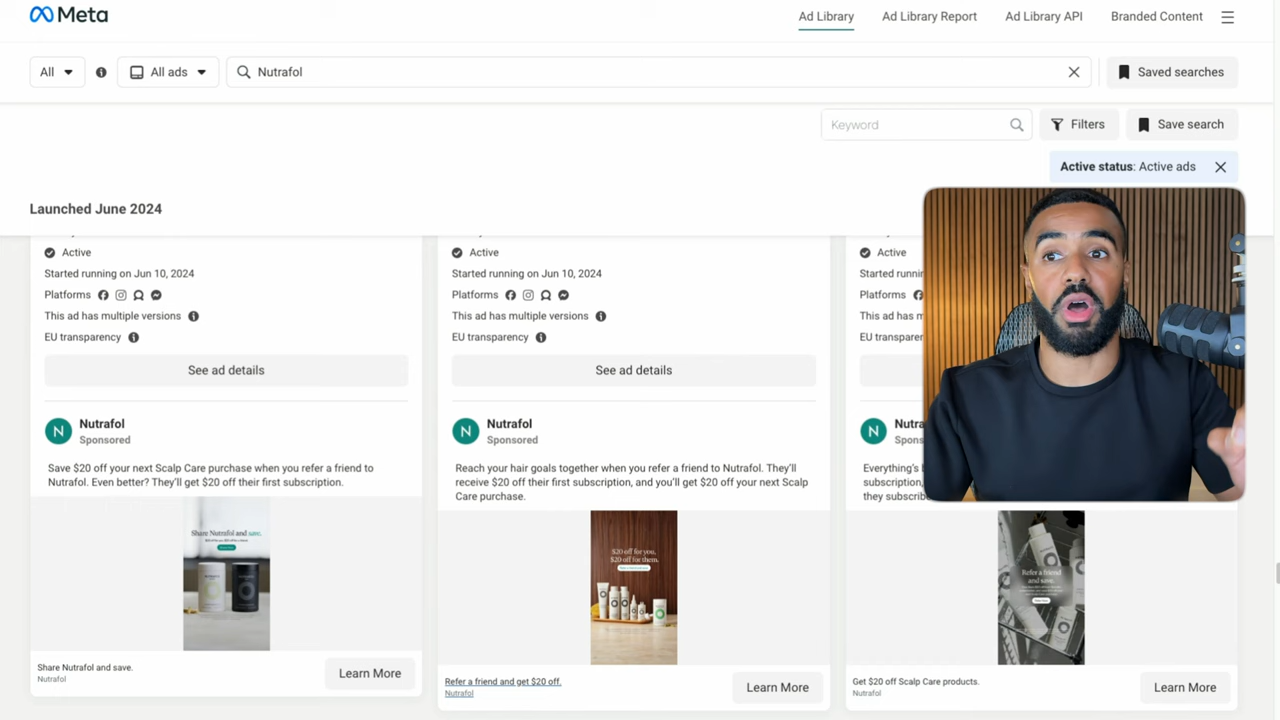 Meta
Ad Library
Ad Library Report
Ad Library API
Branded Content
All
All ads
Nutrafol
Saved searches
Keyword
Filters
Save search
Active status: Active ads
Launched June 2024
Active
Started running on Jun 10, 2024
Platforms
This ad has multiple versions
EU transparency
See ad details
Nutrafol
Sponsored
Save $20 off your next Scalp Care purchase when you refer a friend to
Nutrafol. Even better? They'll get $20 off their first subscription.
Share Nutrafol and save.
Share Nutrafol and save.
Nutrafol
Learn More
Active
Started running on Jun 10, 2024
Platforms
This ad has multiple versions
EU transparency
See ad details
Nutrafol
Sponsored
Reach your hair goals together when you refer a friend to Nutrafol. They'll
receive $20 off their first subscription, and you'll get $20 off your next Scalp
Care purchase.
$20 off for you,
$20 off for them.
Refer a friend and get $20 off.
Nutrafol
Learn More
Active
Started runn
Platforms
This ad has m
EU transparer
Nutra
Spons
Everything's b
subscription,
they subscrib
Refer a friend
and save.
Get $20 off Scalp Care products.
Nutrafol
Learn More